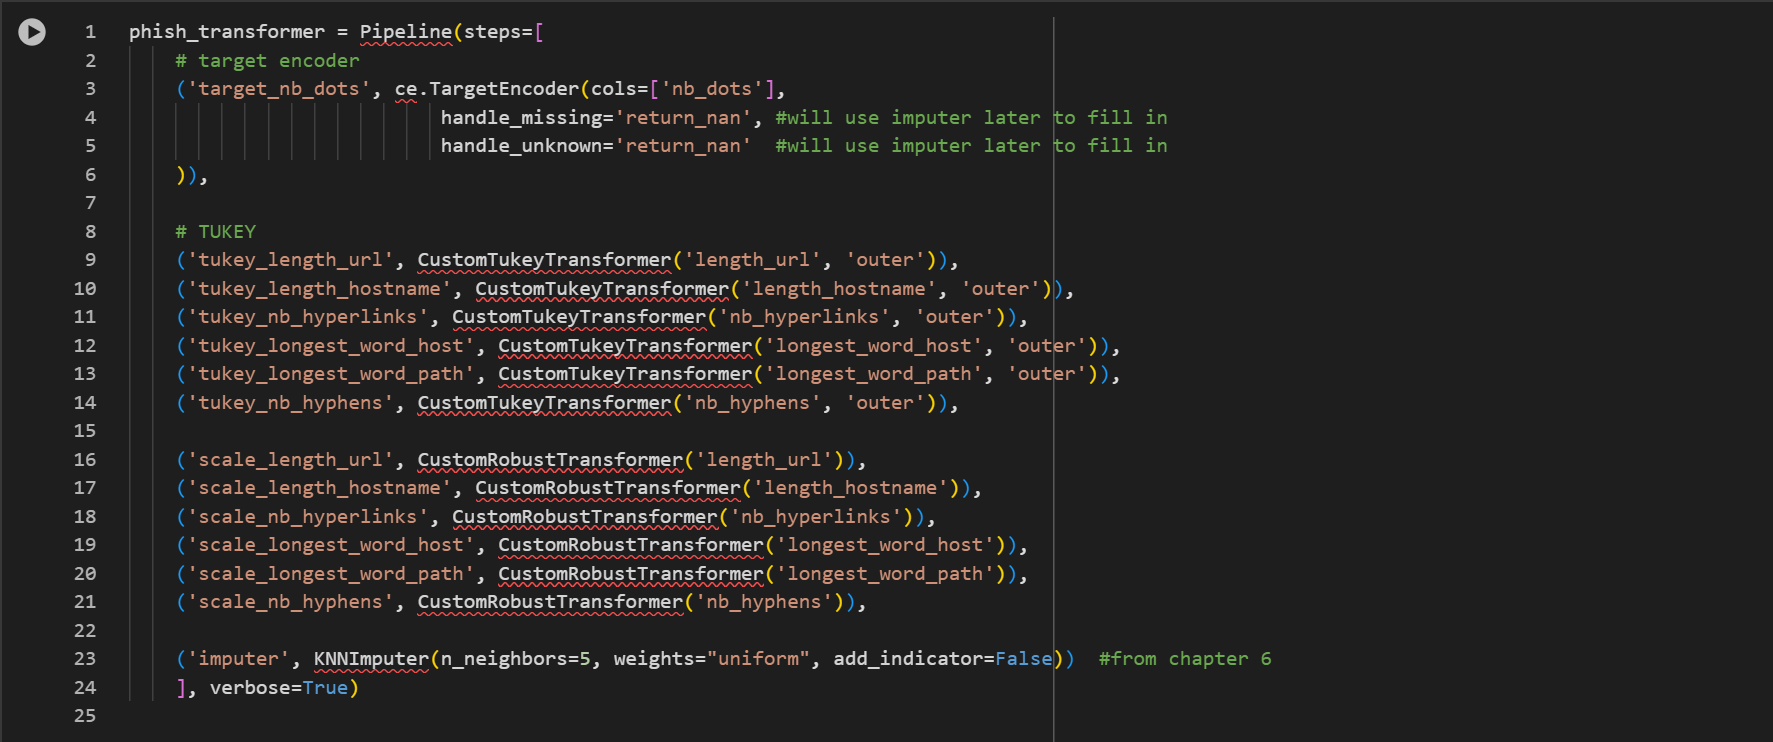 1 phish_transformer = Pipeline(steps=[
2 # target encoder
3 ('target_nb_dots', ce.TargetEncoder(cols=['nb_dots'],
4 handle_missing='return_nan', #will use imputer later to fill in
5 handle_unknown='return_nan'  #will use imputer later to fill in
6 )),
7
8 # TUKEY
9 ('tukey_length_url', CustomTukeyTransformer('length_url', 'outer')),
10 ('tukey_length_hostname', CustomTukeyTransformer('length_hostname', 'outer')),
11 ('tukey_nb_hyperlinks', CustomTukeyTransformer('nb_hyperlinks', 'outer')),
12 ('tukey_longest_word_host', CustomTukeyTransformer('longest_word_host', 'outer')),
13 ('tukey_longest_word_path', CustomTukeyTransformer('longest_word_path', 'outer')),
14 ('tukey_nb_hyphens', CustomTukeyTransformer('nb_hyphens', 'outer')),
15
16 ('scale_length_url', CustomRobustTransformer('length_url')),
17 ('scale_length_hostname', CustomRobustTransformer('length_hostname')),
18 ('scale_nb_hyperlinks', CustomRobustTransformer('nb_hyperlinks')),
19 ('scale_longest_word_host', CustomRobustTransformer('longest_word_host')),
20 ('scale_longest_word_path', CustomRobustTransformer('longest_word_path')),
21 ('scale_nb_hyphens', CustomRobustTransformer('nb_hyphens')),
22
23 ('imputer', KNNImputer(n_neighbors=5, weights="uniform", add_indicator=False))  #from chapter 6
24 ], verbose=True)
25